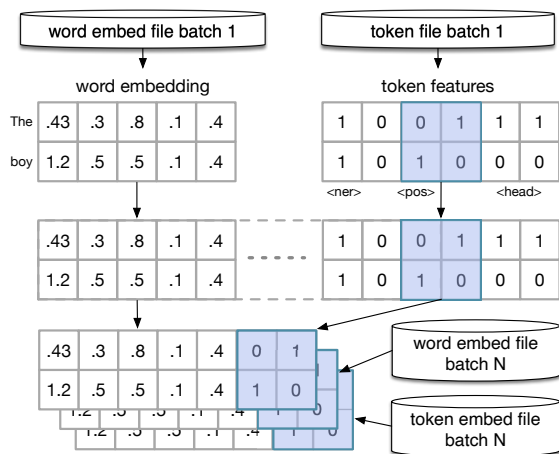 word embed file batch 1 token file batch 1
word embedding token features
The .43 .3 .8 .1 .4 1 0 0 1 1 1
boy 1.2 .5 .5 .1 .4 1 0 1 0 0 0
<ner> <pos> <head>
.43 .3 .8 .1 .4 1 0 0 1 1 1
1.2 .5 .5 .1 .4 1 0 1 0 0 0
.43 .3 .8 .1 .4 0 1
1.2 .5 .5 .1 .4 1 0
word embed file
batch N
token embed file
batch N